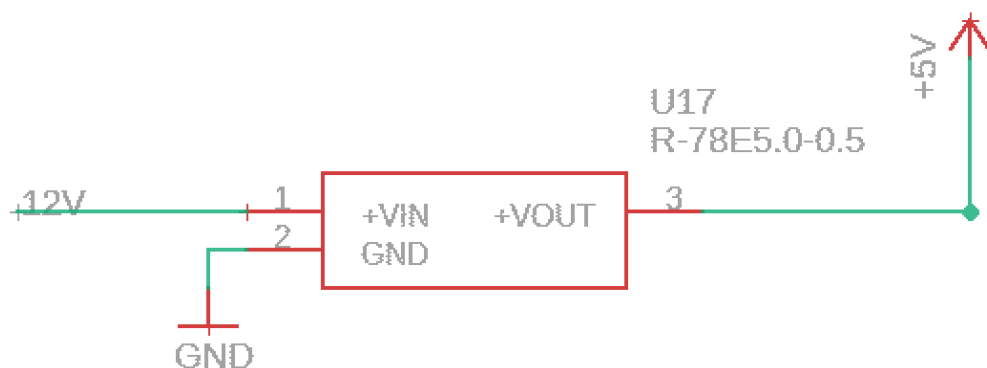 +5V
U17
R-78E5.0-0.5
12V
1
+VIN
+VOUT
3
2
GND
GND